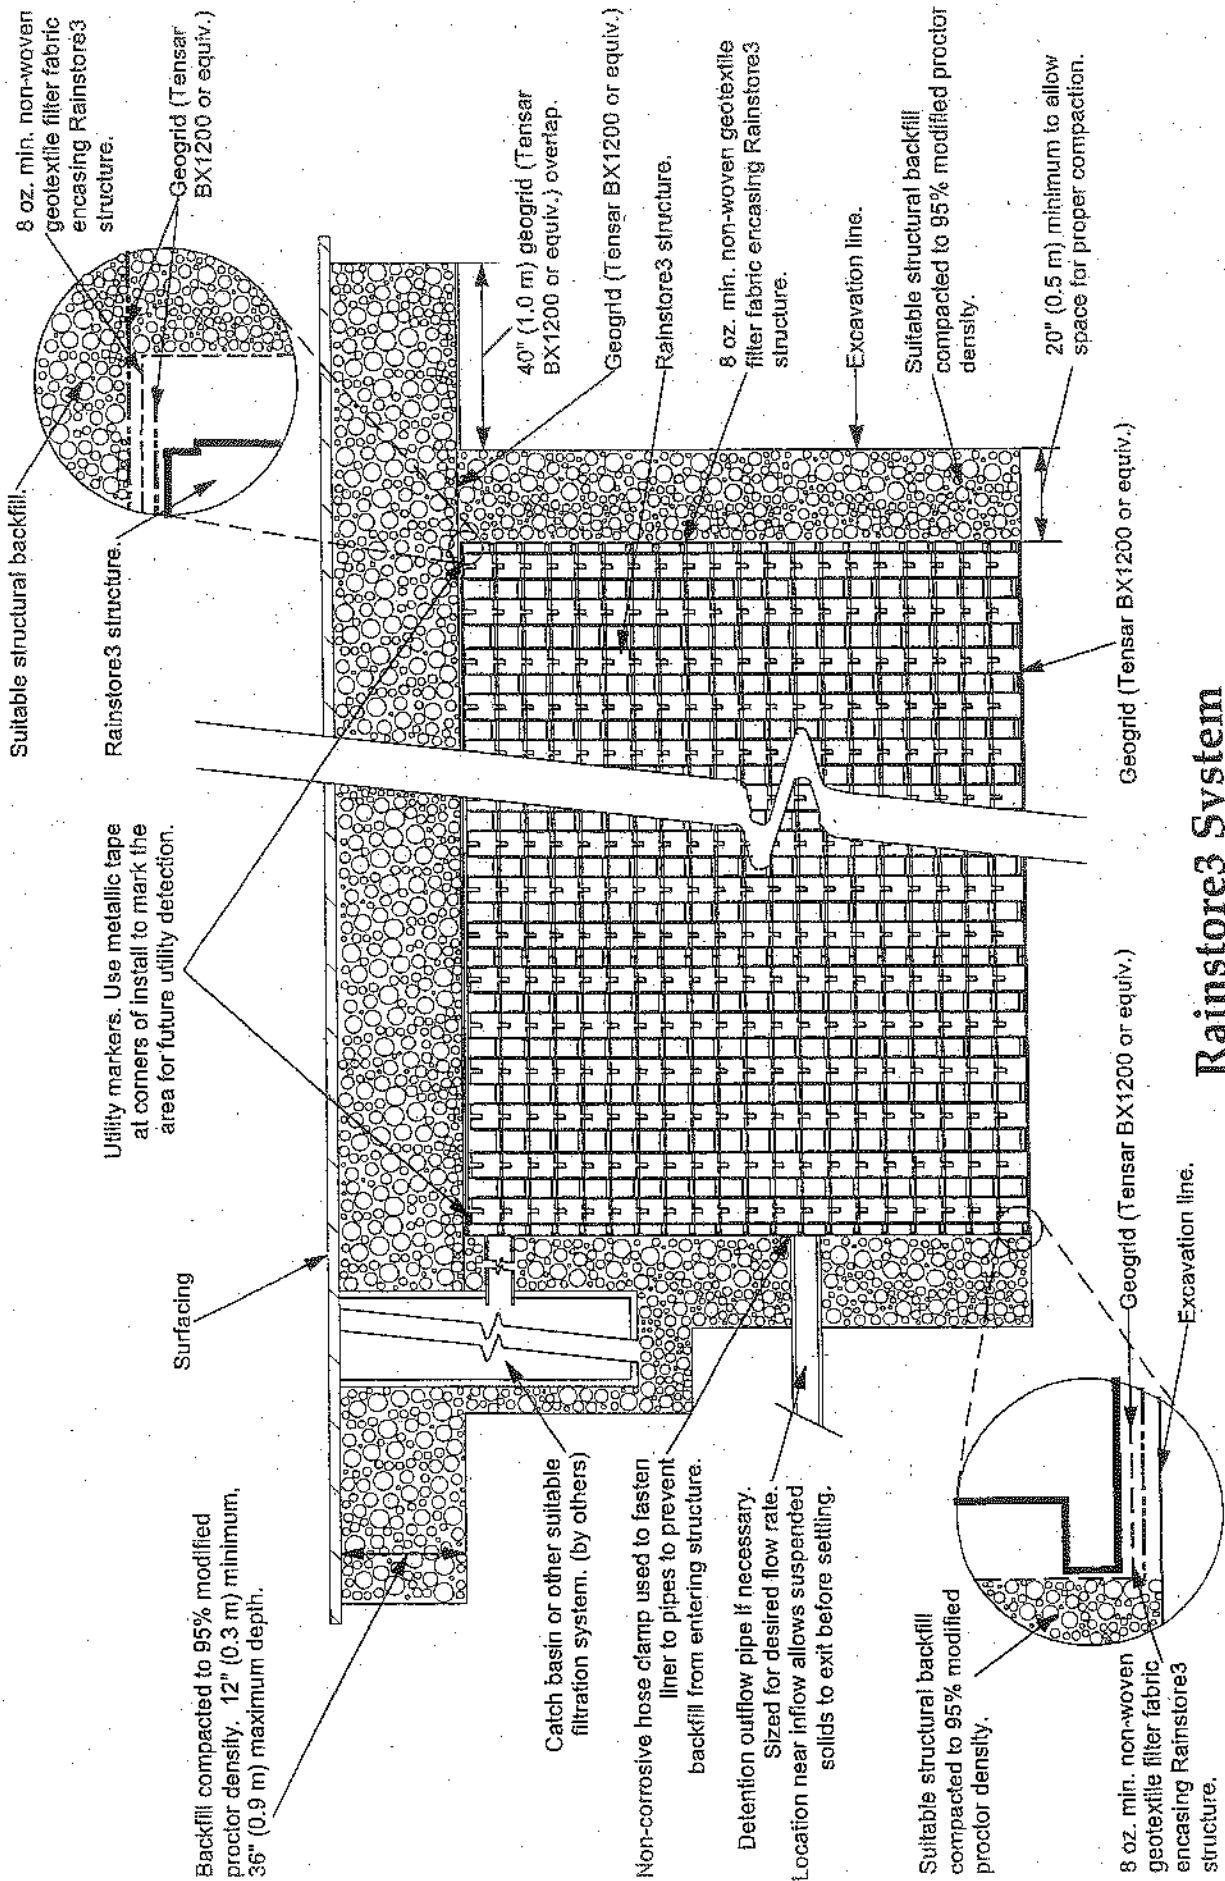 Suitable structural backfill.
Rainstore3 structure.
8 oz. min. non-woven
geotextile filter fabric
encasing Rainstore3
structure.
Geogrid (Tensar
BX1200 or equiv.)
Utility markers. Use metallic tape
at corners of install to mark the
area for future utility detection.
Surfacing
Backfill compacted to 95% modified
proctor density. 12" (0.3 m) minimum,
36" (0.9 m) maximum depth.
40" (1.0 m) geogrid (Tensar
BX1200 or equiv.) overlap.
Geogrid (Tensar BX1200 or equiv.)
Rainstore3 structure.
8 oz. min. non-woven geotextile
filter fabric encasing Rainstore3
structure.
Excavation line.
Suitable structural backfill
compacted to 95% modified proctor
density.
20" (0.5 m) minimum to allow
space for proper compaction.
Catch basin or other suitable
filtration system. (by others)
Non-corrosive hose clamp used to fasten
liner to pipes to prevent
backfill from entering structure.
Detention outflow pipe if necessary.
Sized for desired flow rate.
Location near inflow allows suspended
solids to exit before settling.
Suitable structural backfill
compacted to 95% modified
proctor density.
8 oz. min. non-woven
geotextile filter fabric
encasing Rainstore3
structure.
Geogrid (Tensar BX1200 or equiv.)
Excavation line.
Geogrid (Tensar BX1200 or equiv.)
Rainstore3 System